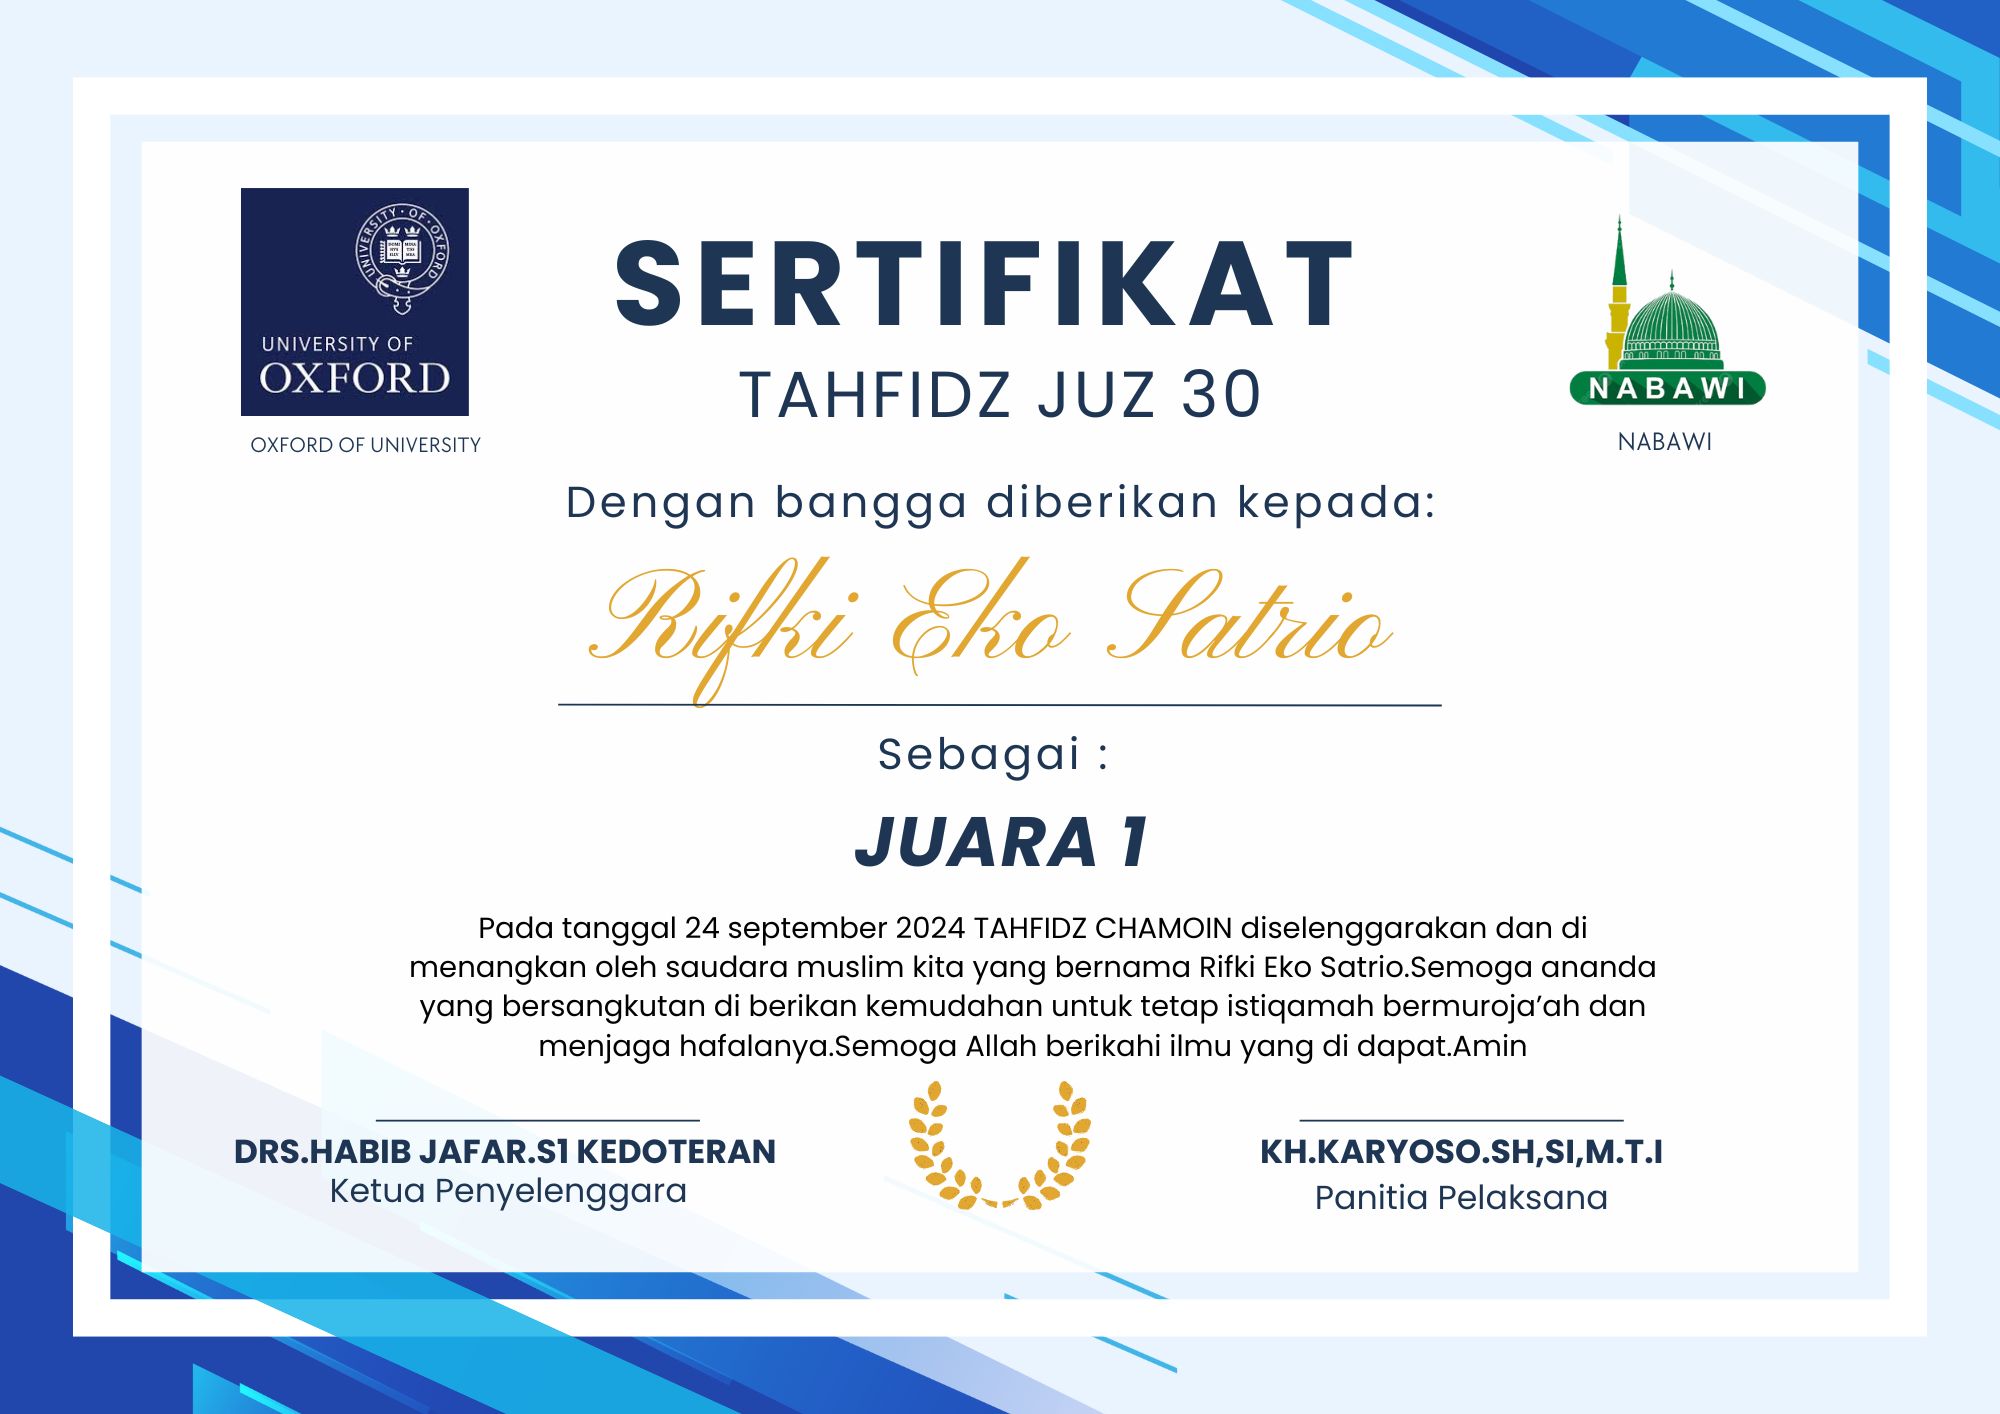 UNIVERSITY OF OXFORD
UNIVERSITY OF
OXFORD
OXFORD OF UNIVERSITY
SERTIFIKAT
TAHFIDZ JUZ 30
NABAWI
NABAWI
Dengan bangga diberikan kepada:
Rifki Eko Satrio
Sebagai :
JUARA 1
Pada tanggal 24 september 2024 TAHFIDZ CHAMOIN diselenggarakan dan di
menangkan oleh saudara muslim kita yang bernama Rifki Eko Satrio.Semoga ananda
yang bersangkutan di berikan kemudahan untuk tetap istiqamah bermuroja’ah dan
menjaga hafalanya.Semoga Allah berikahi ilmu yang di dapat.Amin
DRS.HABIB JAFAR.S1 KEDOTERAN
Ketua Penyelenggara
KH.KARYOSO.SH,SI,M.T.I
Panitia Pelaksana